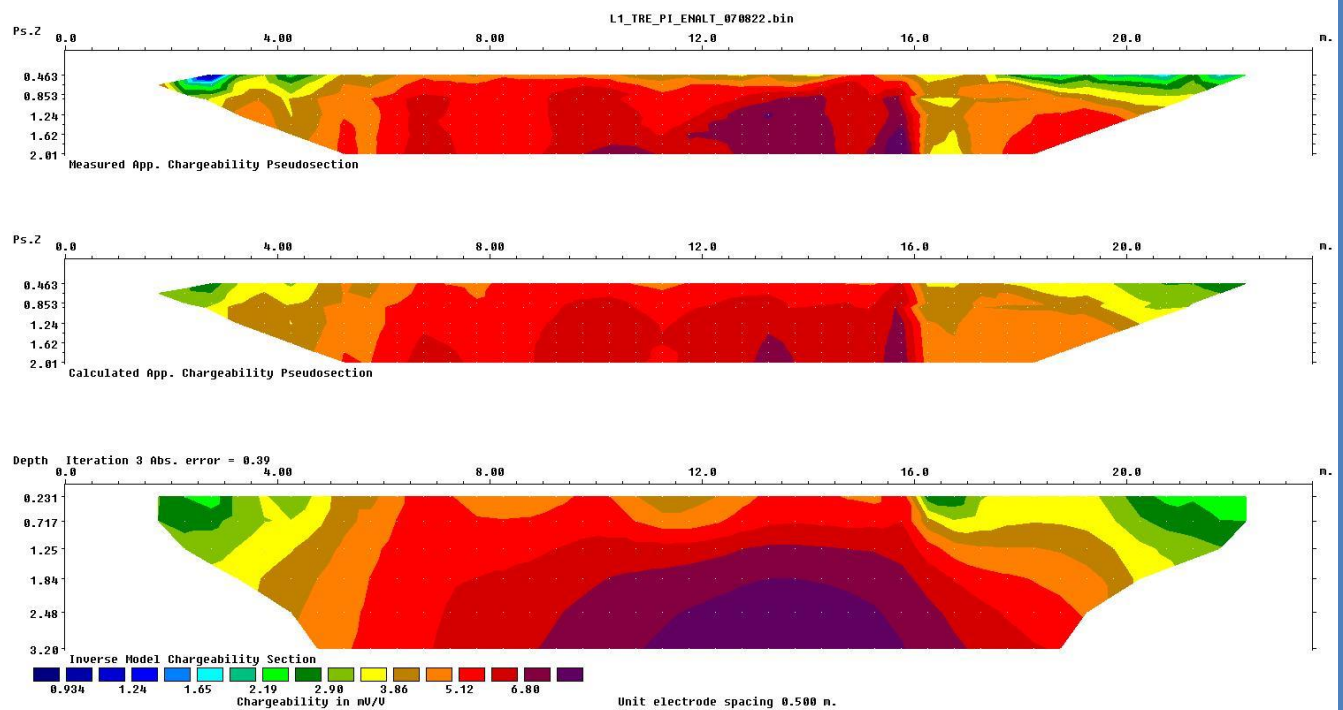 L1_TRE_PI_ENALT_070822.bin
Ps.Z 0.0 4.00 8.00 12.0 16.0 20.0 m.
0.463
0.853
1.24
1.62
2.01
Measured App. Chargeability Pseudosection
Ps.Z 0.0 4.00 8.00 12.0 16.0 20.0 m.
0.463
0.853
1.24
1.62
2.01
Calculated App. Chargeability Pseudosection
Depth Iteration 3 Abs. error = 0.39
0.0 4.00 8.00 12.0 16.0 20.0 m.
0.231
0.717
1.25
1.84
2.48
3.20
Inverse Model Chargeability Section
0.934 1.24 1.65 2.19 2.90 3.86 5.12 6.80
Chargeability in mV/V Unit electrode spacing 0.500 m.